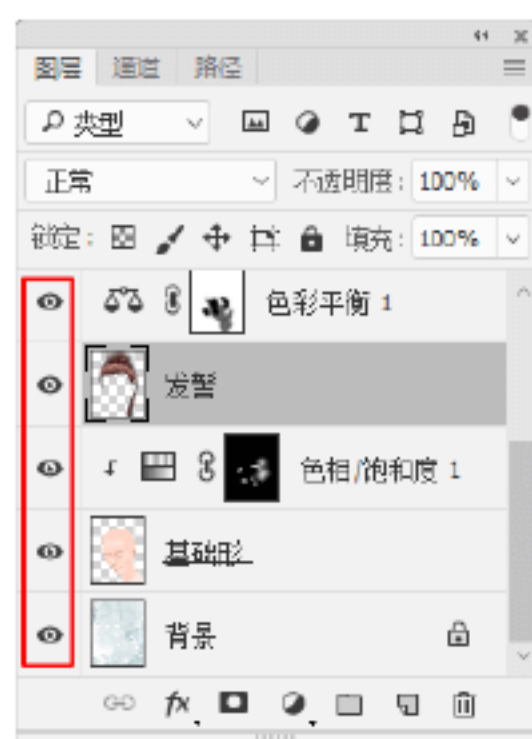 图层 通道 路径
类型
正常 不透明度: 100%
锁定: 填充: 100%
色彩平衡 1
发髻
色相/饱和度 1
基础形
背景
fx